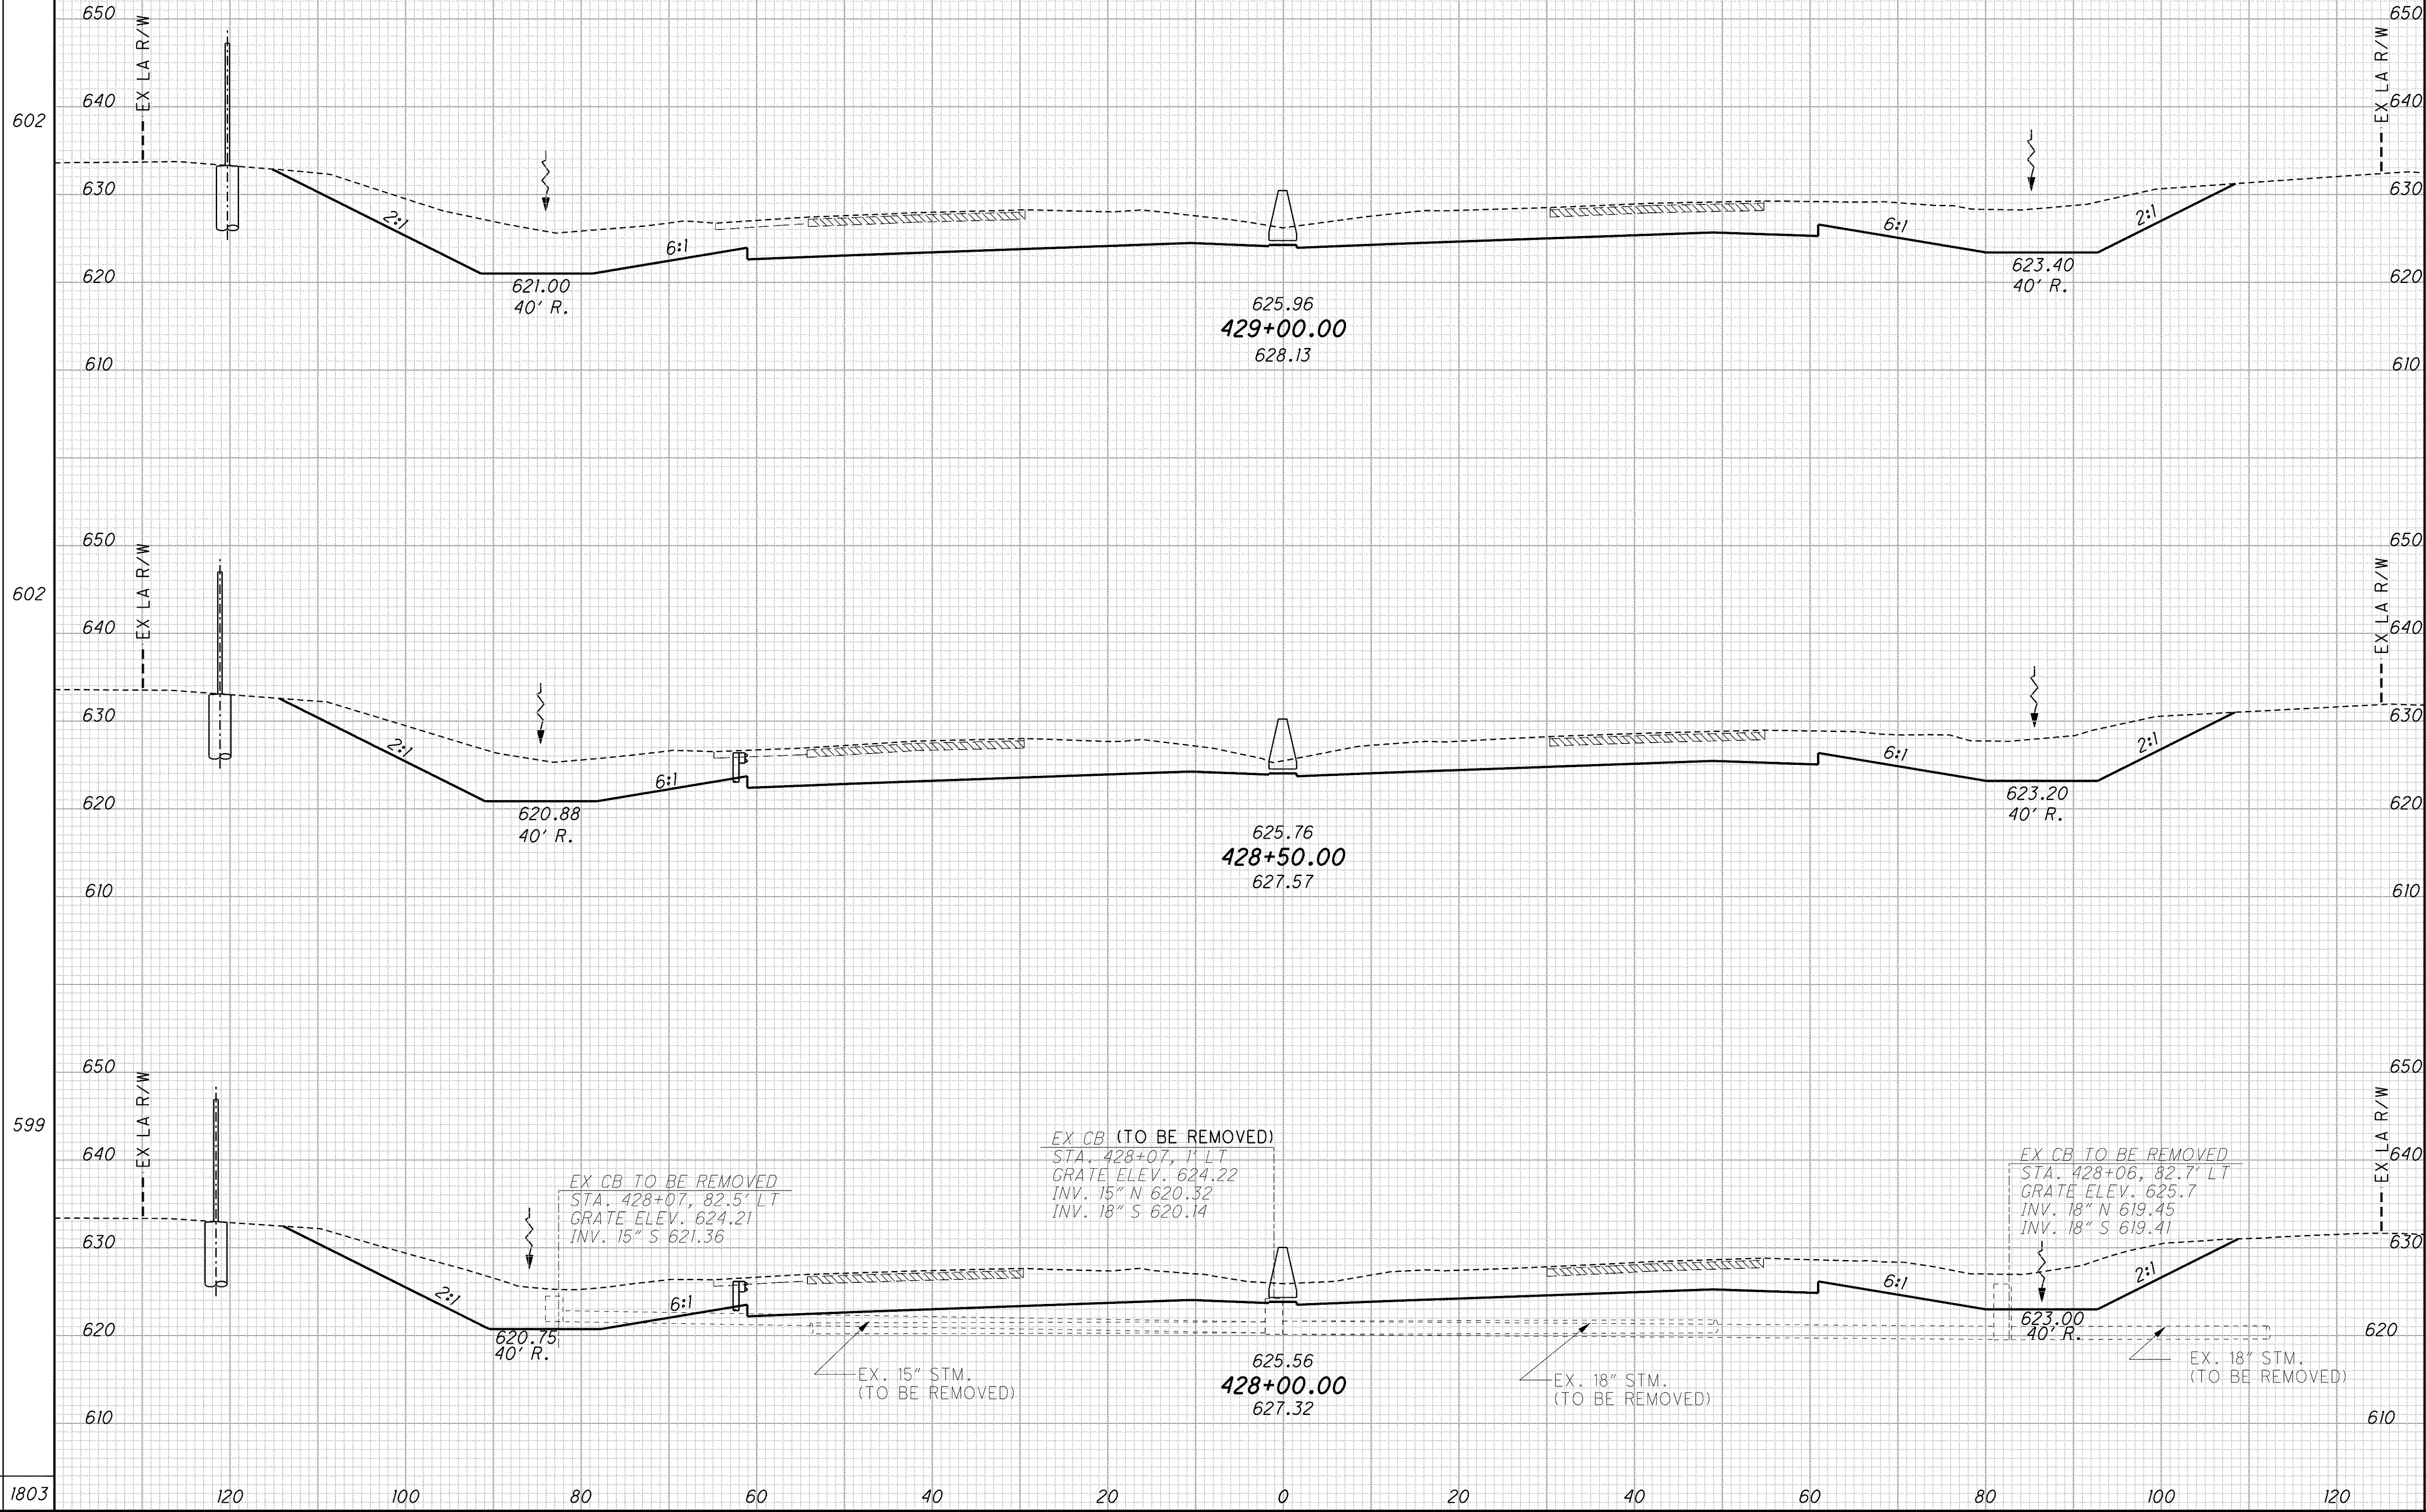 650
650
EX LA R/W
EX LA R/W
640
640
602
630
630
2:1
6:1
6:1
2:1
620
620
621.00
40' R.
623.40
40' R.
625.96
429+00.00
628.13
610
610
650
650
EX LA R/W
EX LA R/W
602
640
640
630
630
2:1
6:1
6:1
2:1
620
620
620.88
40' R.
623.20
40' R.
625.76
428+50.00
627.57
610
610
650
650
EX LA R/W
EX LA R/W
599
640
640
EX CB TO BE REMOVED
STA. 428+07, 82.5' LT
GRATE ELEV. 624.21
INV. 15" S 621.36
EX CB (TO BE REMOVED)
STA. 428+07, 1' LT
GRATE ELEV. 624.22
INV. 15" N 620.32
INV. 18" S 620.14
EX CB TO BE REMOVED
STA. 428+06, 82.7' LT
GRATE ELEV. 625.7
INV. 18" N 619.45
INV. 18" S 619.41
630
630
2:1
6:1
6:1
2:1
620
620
620.75
40' R.
623.00
40' R.
EX. 15" STM.
(TO BE REMOVED)
625.56
428+00.00
627.32
EX. 18" STM.
(TO BE REMOVED)
EX. 18" STM.
(TO BE REMOVED)
610
610
1803
120 100 80 60 40 20 0 20 40 60 80 100 120